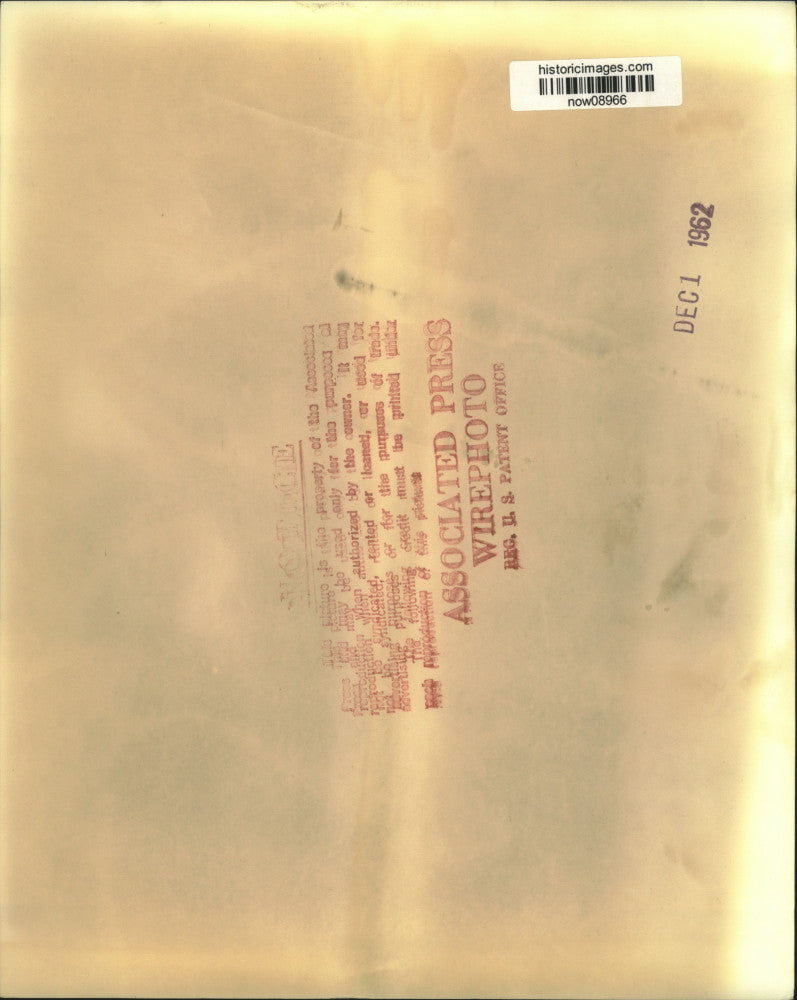 historicimages.com
now08966
DEC 1 1962
NOTICE
This picture is the property of the Associated
Press and may be used only for the purposes of
reproduction when authorized by the owner. It may
not be syndicated, rented or loaned, or used for
advertising purposes or for the purposes of trade.
The following credit must be printed under
each reproduction of this picture
ASSOCIATED PRESS
WIREPHOTO
REG. U. S. PATENT OFFICE